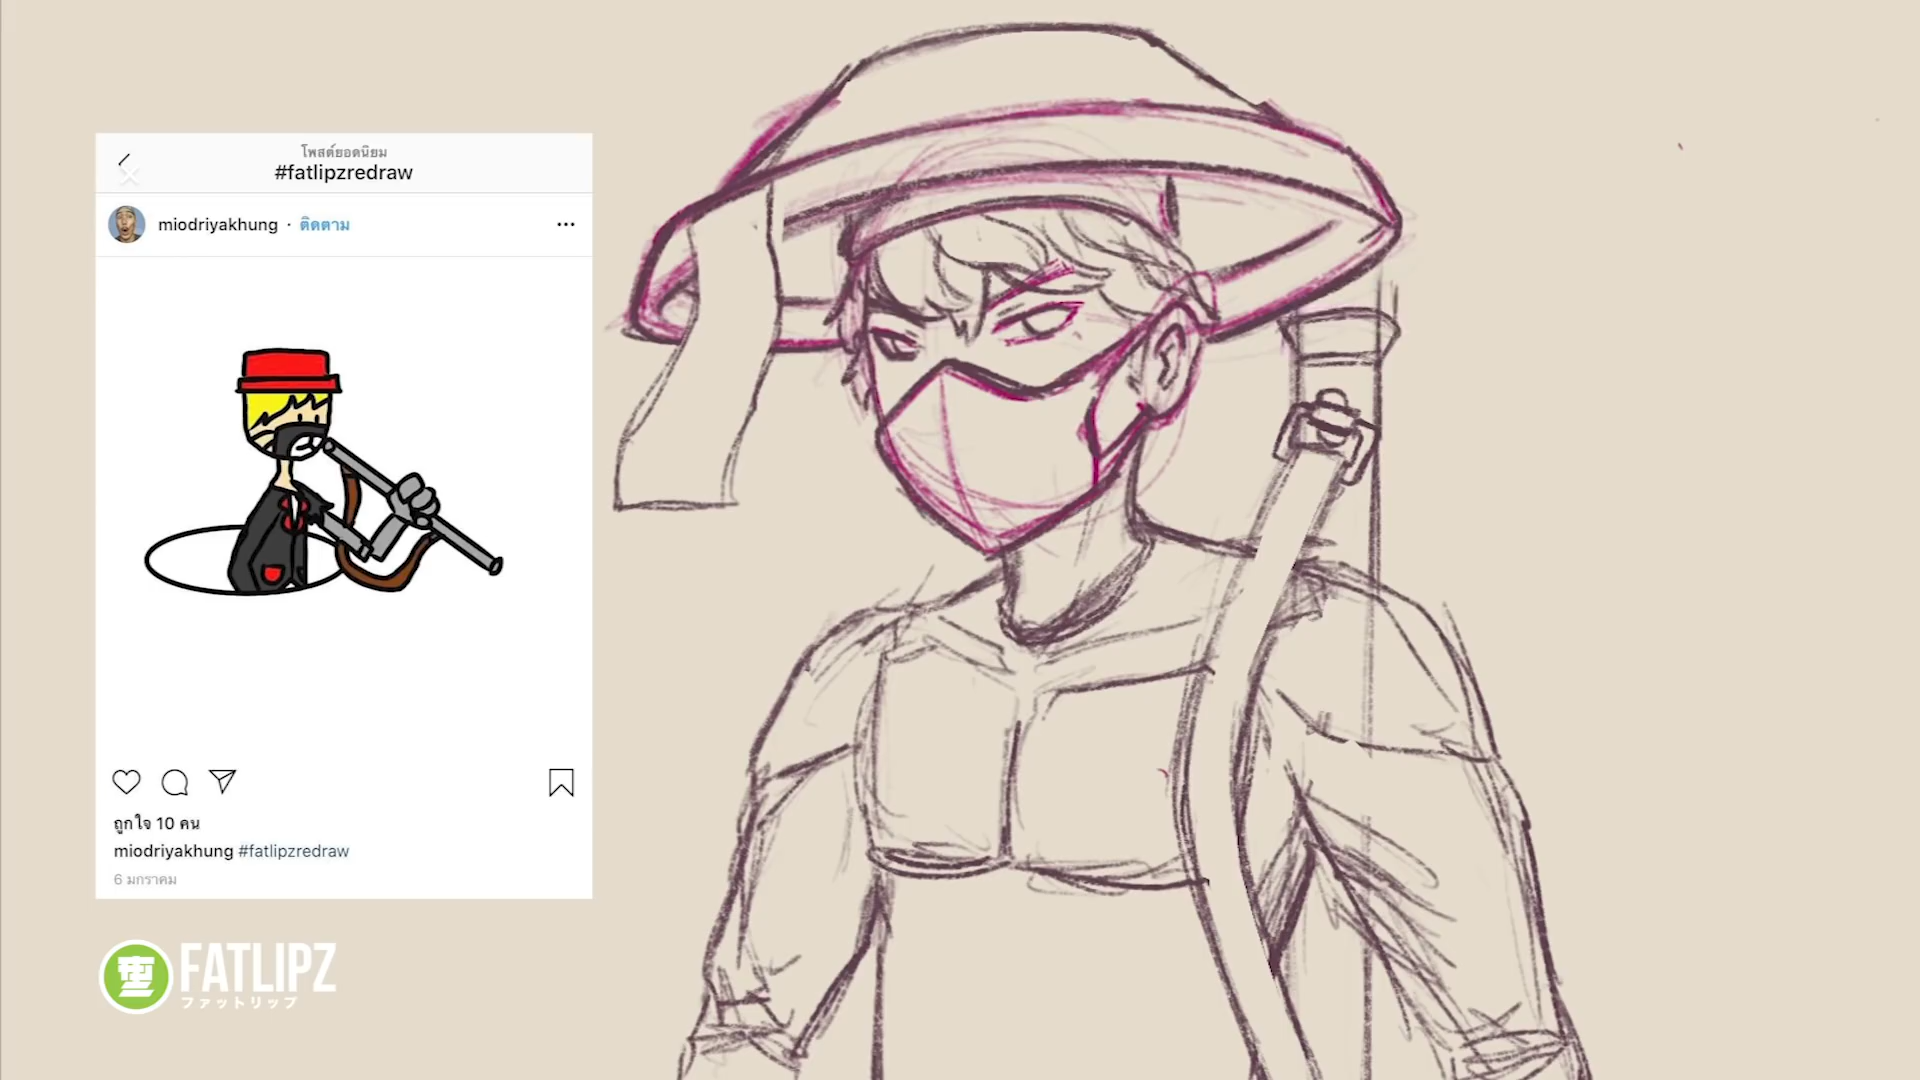 โพสต์ยอดนิยม
#fatlipzredraw
miodriyakhung · ติดตาม
ถูกใจ 10 คน
miodriyakhung #fatlipzredraw
6 มกราคม
FATLIPZ
ファットリップ